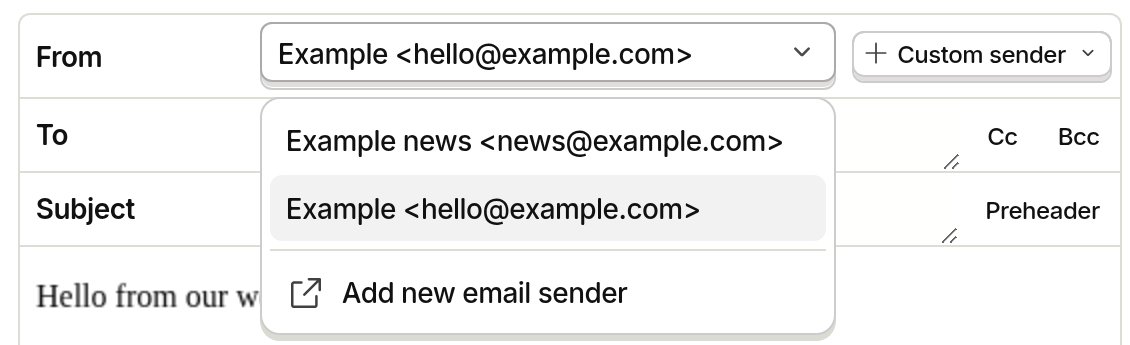 From
Example <hello@example.com>
Custom sender
To
Example news <news@example.com>
Cc
Bcc
Subject
Example <hello@example.com>
Preheader
Hello from our w
Add new email sender